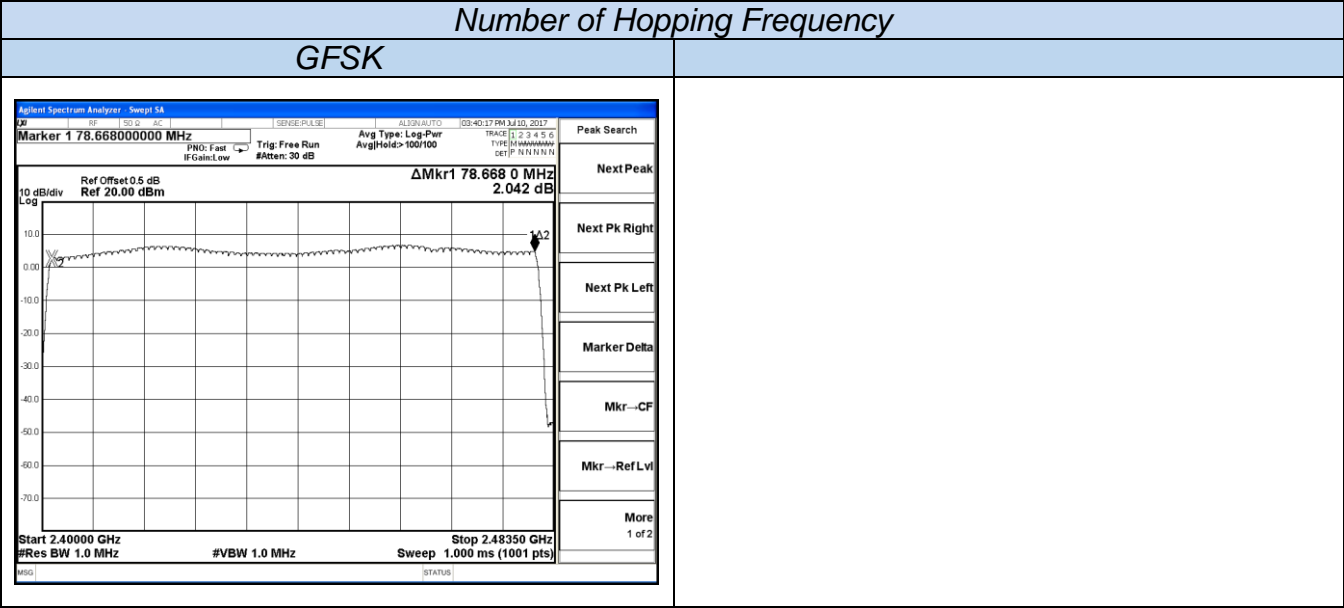 Number of Hopping Frequency
GFSK
Agilent Spectrum Analyzer - Swept SA
RF 50 Ω AC SENSE:PULSE ALIGN AUTO 03:40:17 PM Jul 10, 2017
Marker 1 78.668000000 MHz
PNO: Fast
IFGain:Low
Trig: Free Run
#Atten: 30 dB
Avg Type: Log-Pwr
Avg|Hold:> 100/100
TRACE 1 2 3 4 5 6
TYPE M
DET P N N N N N
Ref Offset 0.5 dB
10 dB/div Ref 20.00 dBm
Log
ΔMkr1 78.668 0 MHz
2.042 dB
10.0
0.00
-10.0
-20.0
-30.0
-40.0
-50.0
-60.0
-70.0
X2
1Δ2
Start 2.40000 GHz Stop 2.48350 GHz
#Res BW 1.0 MHz #VBW 1.0 MHz Sweep 1.000 ms (1001 pts)
MSG STATUS
Peak Search
Next Peak
Next Pk Right
Next Pk Left
Marker Delta
Mkr→CF
Mkr→Ref Lvl
More
1 of 2